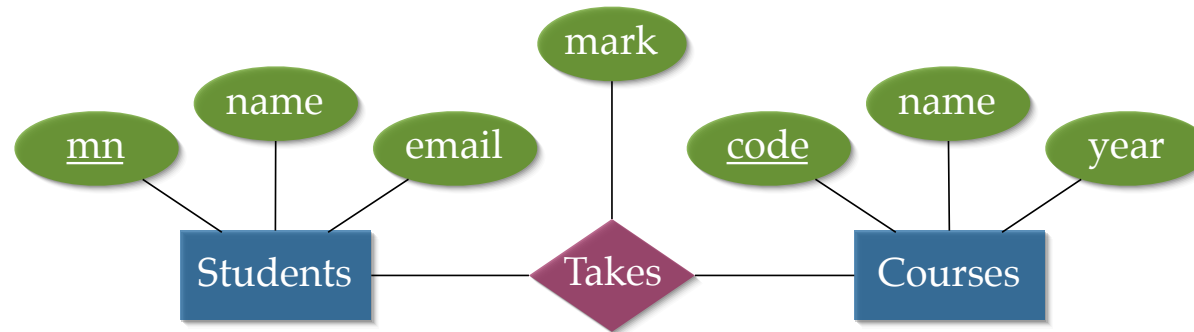 mark
name
name
mn
email
code
year
Students
Takes
Courses